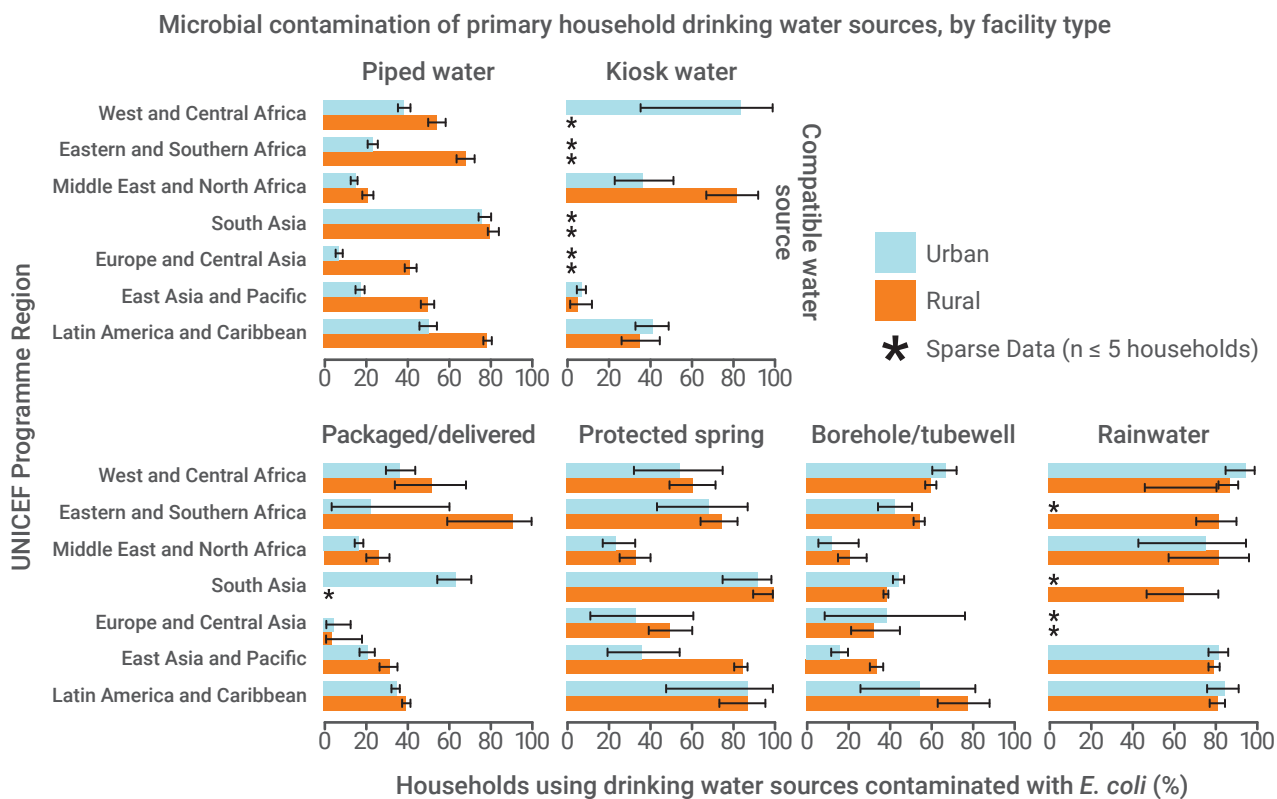 Microbial contamination of primary household drinking water sources, by facility type
Piped water
Kiosk water
West and Central Africa
Eastern and Southern Africa
Middle East and North Africa
South Asia
Europe and Central Asia
East Asia and Pacific
Latin America and Caribbean
*
*
*
*
*
*
*
0 20 40 60 80 100
0 20 40 60 80 100
Compatible water
source
Urban
Rural
* Sparse Data (n ≤ 5 households)
UNICEF Programme Region
Packaged/delivered
Protected spring
Borehole/tubewell
Rainwater
West and Central Africa
Eastern and Southern Africa
Middle East and North Africa
South Asia
Europe and Central Asia
East Asia and Pacific
Latin America and Caribbean
*
*
*
*
*
0 20 40 60 80 100
0 20 40 60 80 100
0 20 40 60 80 100
0 20 40 60 80 100
Households using drinking water sources contaminated with E. coli (%)